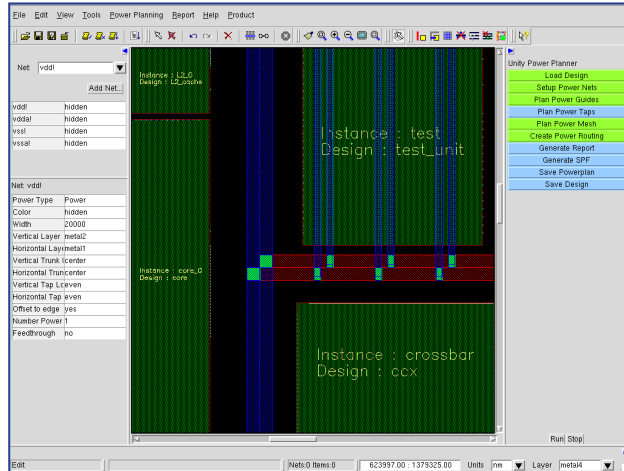 File Edit View Tools Power Planning Report Help Product
Net: vdd!
Add Net...
vdd! hidden
vdda! hidden
vss! hidden
vssa! hidden
Net: vdd!
Power Type Power
Color hidden
Width 20000
Vertical Layer metal2
Horizontal Laye metal1
Vertical Trunk l center
Horizontal Trun center
Vertical Tap Lc even
Horizontal Tap even
Offset to edge yes
Number Power 1
Feedthrough no
Instance : L2_0
Design : L2_cache
Instance : test
Design : test_unit
Instance : core_0
Design : core
Instance : crossbar
Design : ccx
Unity Power Planner
Load Design
Setup Power Nets
Plan Power Guides
Plan Power Taps
Plan Power Mesh
Create Power Routing
Generate Report
Generate SPF
Save Powerplan
Save Design
Run Stop
Edit
Nets:0 Items:0
623997.00 : 1379325.00
Units nm
Layer metal4